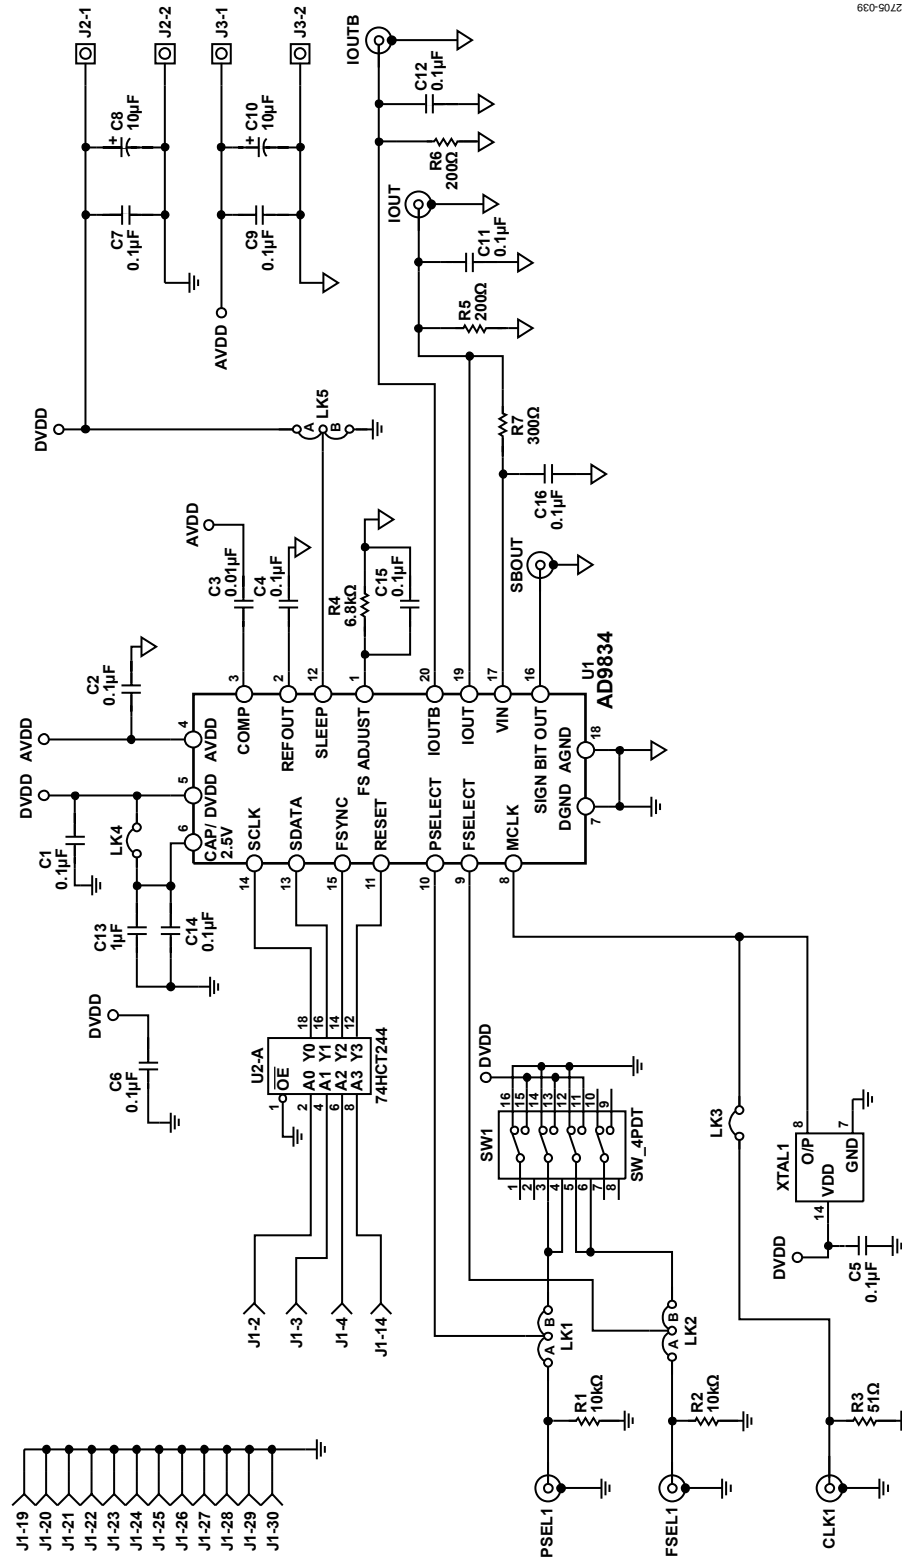 2705-039
J2-1
J2-2
J3-1
J3-2
C8
10µF
+
C10
10µF
+
C7
0.1µF
C9
0.1µF
AVDD
DVDD
IOUTB
C12
0.1µF
R6
200Ω
IOUT
C11
0.1µF
R5
200Ω
LK5
A
B
R7
300Ω
C16
0.1µF
AVDD
C3
0.01µF
C4
0.1µF
R4
6.8kΩ
C15
0.1µF
SBOUT
C2
0.1µF
AVDD
DVDD
C1
0.1µF
LK4
C13
1µF
C14
0.1µF
U1
AD9834
4
AVDD
5
DVDD
6
CAP/
2.5V
3
COMP
2
REFOUT
12
SLEEP
1
FS ADJUST
20
IOUTB
19
IOUT
17
VIN
16
SIGN BIT OUT
18
AGND
7
DGND
14
SCLK
13
SDATA
15
FSYNC
11
RESET
10
PSELECT
9
FSELECT
8
MCLK
DVDD
C6
0.1µF
U2-A
74HCT244
1
OE
2
A0
Y0
18
4
A1
Y1
16
6
A2
Y2
14
8
A3
Y3
12
J1-2
J1-3
J1-4
J1-14
DVDD
SW1
SW_4PDT
16
15
14
13
12
11
10
9
1
2
3
4
5
6
7
8
LK3
XTAL1
O/P
8
VDD
14
GND
7
DVDD
C5
0.1µF
LK1
A
B
LK2
A
B
R1
10kΩ
R2
10kΩ
R3
51Ω
PSEL1
FSEL1
CLK1
J1-19
J1-20
J1-21
J1-22
J1-23
J1-24
J1-25
J1-26
J1-27
J1-28
J1-29
J1-30